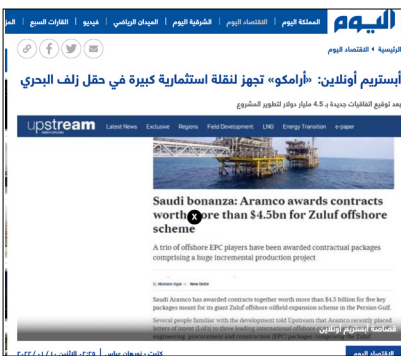 اليوم
المملكة اليوم | الاقتصاد اليوم | الشرقية اليوم | الميدان الرياضي | فيديو | القارات السبع
الرئيسية ‹ الاقتصاد اليوم
أبستريم أونلاين: «أرامكو» تجهز لنقلة استثمارية كبيرة في حقل زلف البحري
بعد توقيع اتفاقيات جديدة بـ 4.5 مليار دولار لتطوير المشروع
upstream Latest News Exclusive Regions Field Development LNG Energy Transition e-paper
Saudi bonanza: Aramco awards contracts
worth more than $4.5bn for Zuluf offshore
scheme
A trio of offshore EPC players have been awarded contractual packages
comprising a huge incremental production project
Saudi Aramco has awarded contracts together worth more than $4.5 billion for five key
packages meant for its giant Zuluf offshore oilfield expansion scheme in the Persian Gulf.
Several people familiar with the development told Upstream that Aramco recently placed
letters of intent (LoIs) to three leading international offshore
engineering, procurement and construction (EPC)
قصاصة أبستريم أونلاين
الاقتصاد اليوم